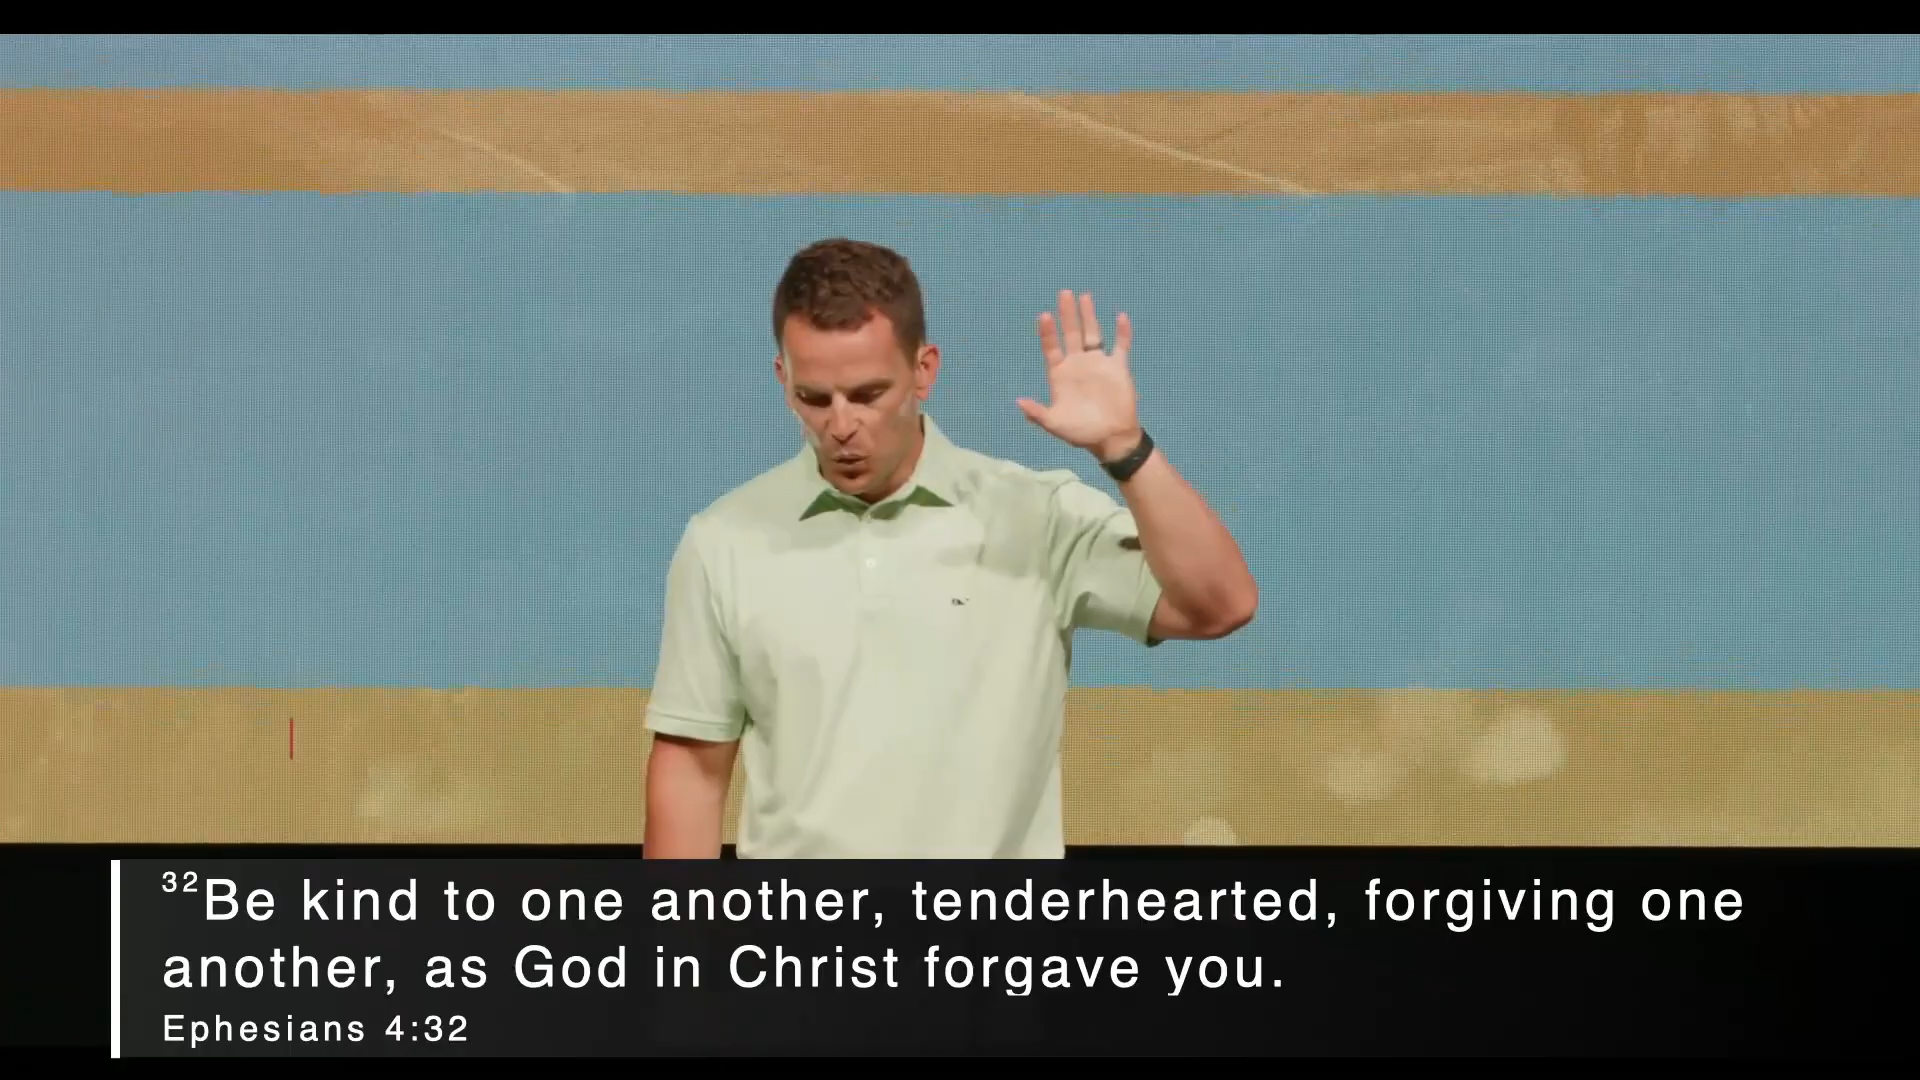 ³²Be kind to one another, tenderhearted, forgiving one
another, as God in Christ forgave you.
Ephesians 4:32